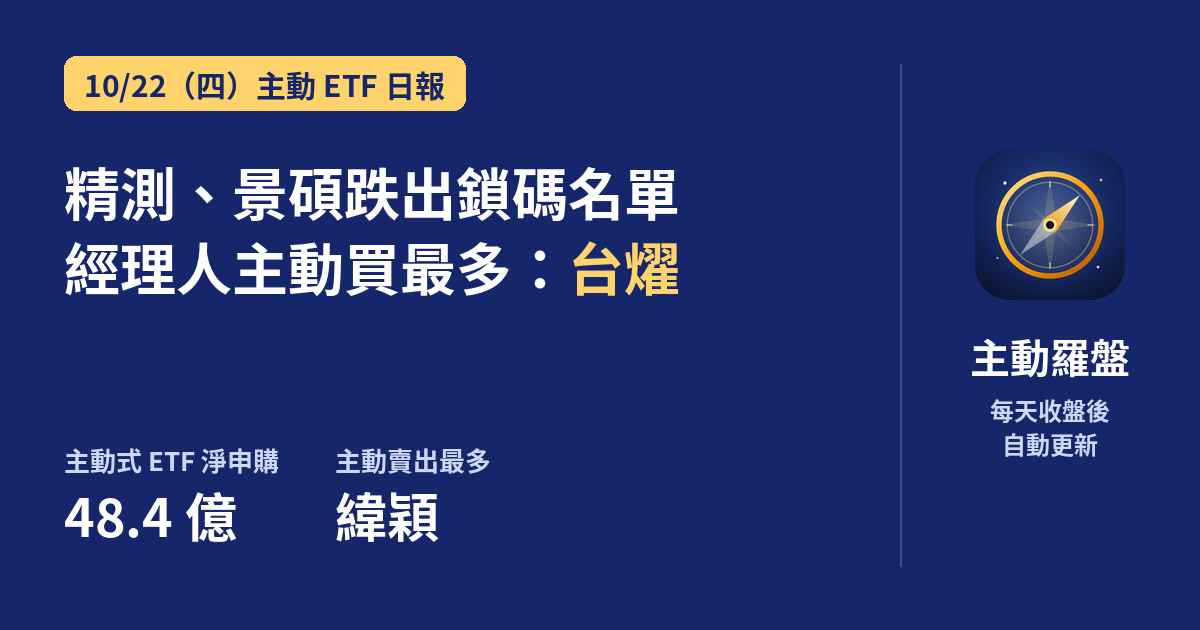 10/22（四）主動 ETF 日報
精測、景碩跌出鎖碼名單
經理人主動買最多：台燿
主動式 ETF 淨申購
48.4 億
主動賣出最多
緯穎
主動羅盤
每天收盤後
自動更新